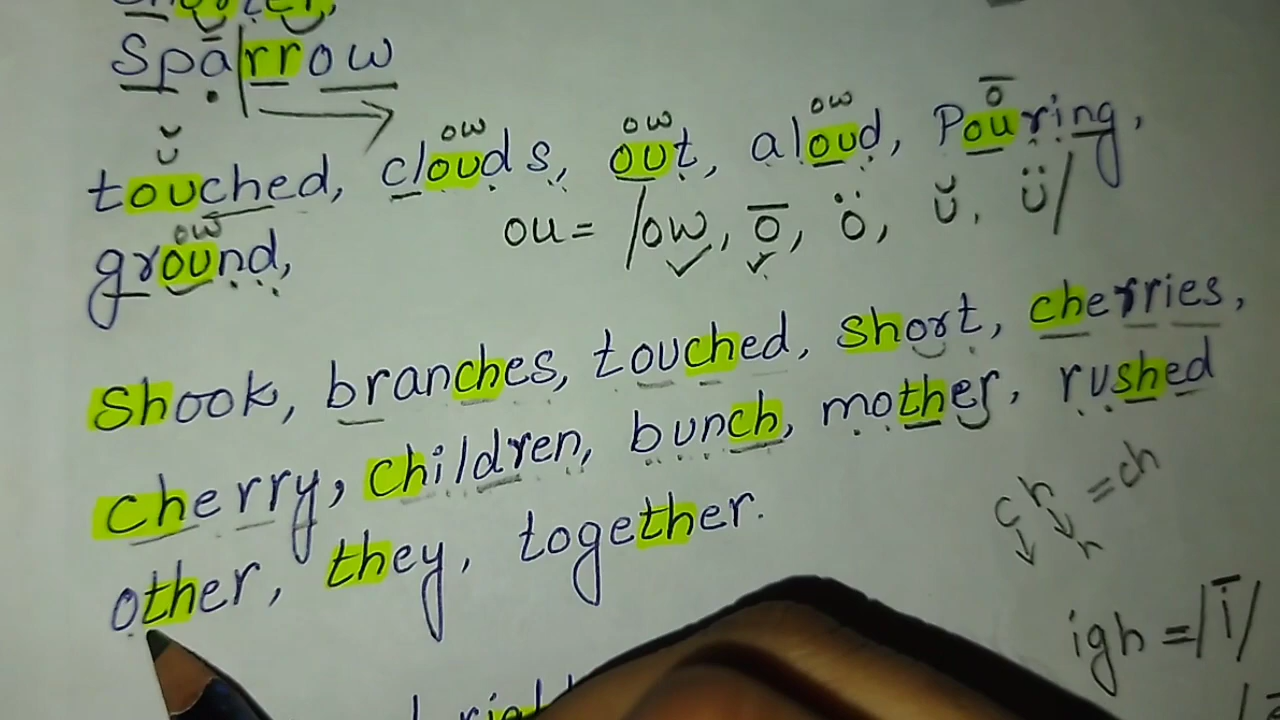 Sparrow
touched, clouds, out, aloud, Pouring,
ou = /ow, ō, ö, ŭ, ü/
ground,
Shook, branches, touched, short, cherries,
cherry, children, bunch, mother, rushed
other, they, together.
ch = ch
igh = /ī/